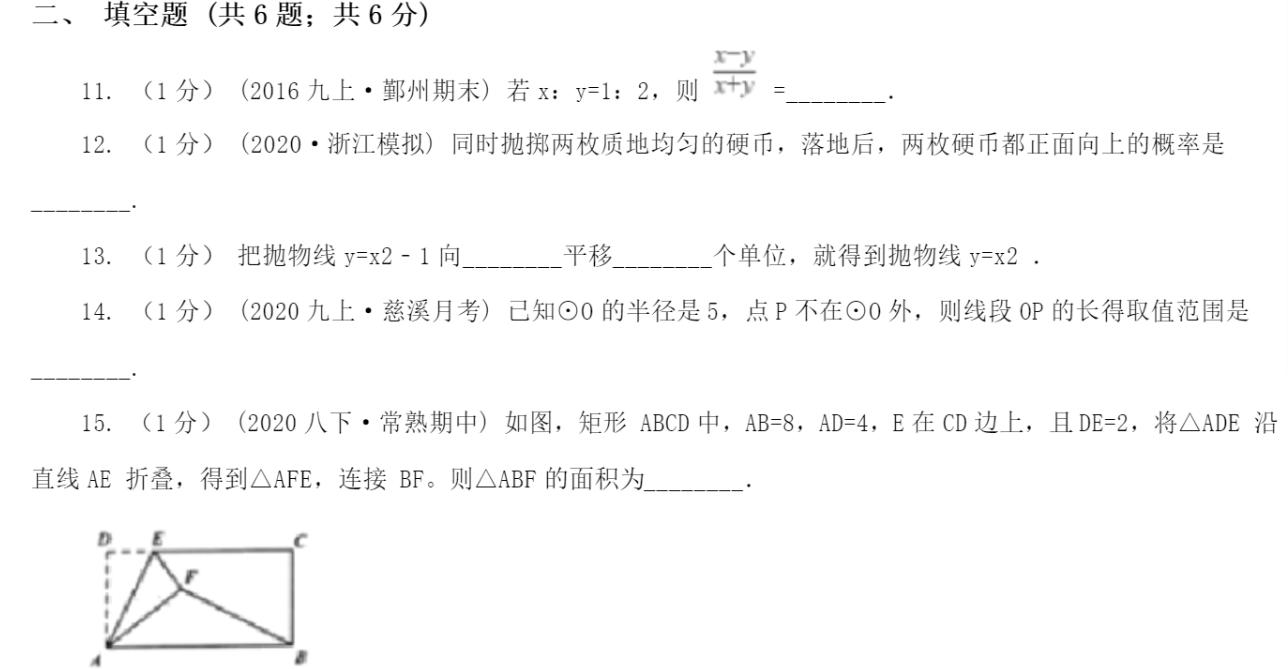 二、 填空题 (共 6 题；共 6 分)
x-y
11. （1 分） (2016 九上·鄞州期末) 若 x：y=1：2，则 x+y =________.
12. （1 分） (2020·浙江模拟) 同时抛掷两枚质地均匀的硬币，落地后，两枚硬币都正面向上的概率是
________.
13. （1 分） 把抛物线 y=x2﹣1 向________平移________个单位，就得到抛物线 y=x2 .
14. （1 分） (2020 九上·慈溪月考) 已知⊙O 的半径是 5，点 P 不在⊙O 外，则线段 OP 的长得取值范围是
________.
15. （1 分） (2020 八下·常熟期中) 如图，矩形 ABCD 中，AB=8，AD=4，E 在 CD 边上，且 DE=2，将△ADE 沿
直线 AE 折叠，得到△AFE，连接 BF。则△ABF 的面积为________.
D E C
F
A B